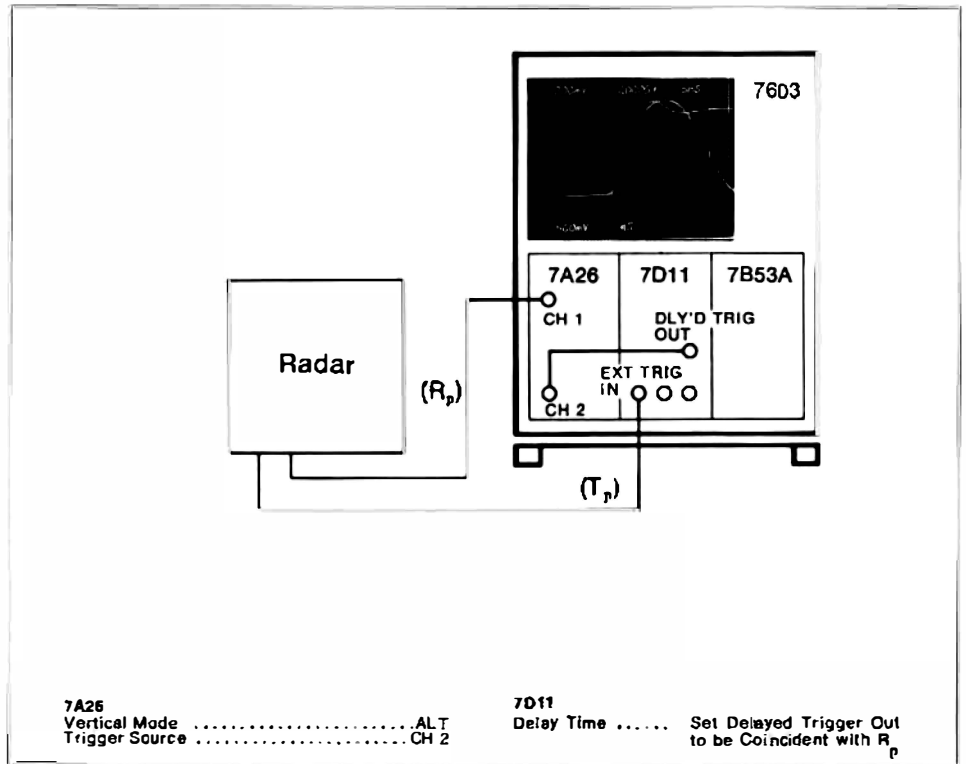 76D3
7A26
7D11
7B53A
CH 1
DLY'D TRIG
OUT
EXT TRIG
IN
CH 2
Radar
(Rp)
(Tp)
7A26
Vertical Mode ......................ALT
Trigger Source ......................CH 2
7D11
Delay Time ...... Set Delayed Trigger Out
to be Coincident with Rp